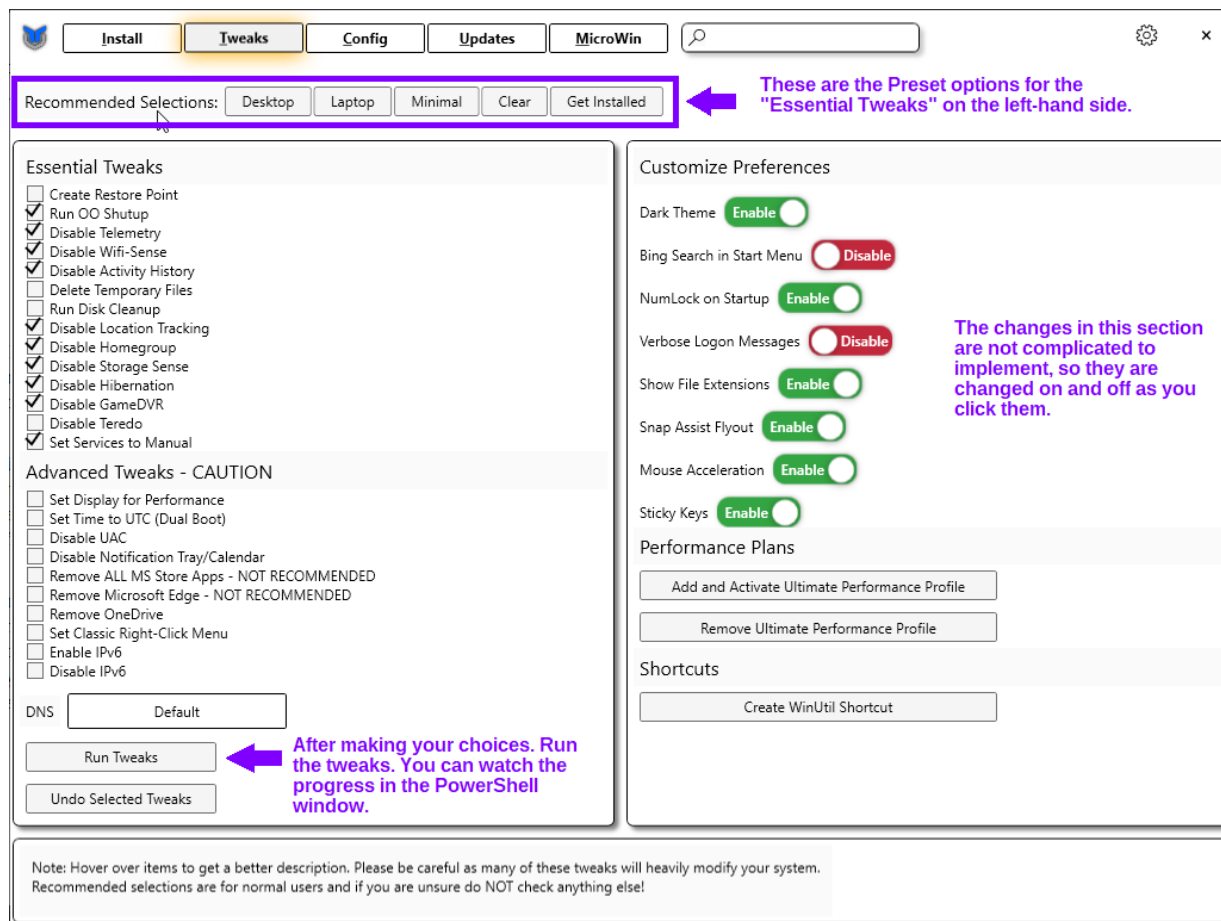 Install
Tweaks
Config
Updates
MicroWin
Recommended Selections:
Desktop
Laptop
Minimal
Clear
Get Installed
These are the Preset options for the
"Essential Tweaks" on the left-hand side.
Essential Tweaks
Create Restore Point
Run OO Shutup
Disable Telemetry
Disable Wifi-Sense
Disable Activity History
Delete Temporary Files
Run Disk Cleanup
Disable Location Tracking
Disable Homegroup
Disable Storage Sense
Disable Hibernation
Disable GameDVR
Disable Teredo
Set Services to Manual
Advanced Tweaks - CAUTION
Set Display for Performance
Set Time to UTC (Dual Boot)
Disable UAC
Disable Notification Tray/Calendar
Remove ALL MS Store Apps - NOT RECOMMENDED
Remove Microsoft Edge - NOT RECOMMENDED
Remove OneDrive
Set Classic Right-Click Menu
Enable IPv6
Disable IPv6
DNS
Default
Run Tweaks
After making your choices. Run
the tweaks. You can watch the
progress in the PowerShell
window.
Undo Selected Tweaks
Customize Preferences
Dark Theme Enable
Bing Search in Start Menu Disable
NumLock on Startup Enable
Verbose Logon Messages Disable
Show File Extensions Enable
Snap Assist Flyout Enable
Mouse Acceleration Enable
Sticky Keys Enable
The changes in this section
are not complicated to
implement, so they are
changed on and off as you
click them.
Performance Plans
Add and Activate Ultimate Performance Profile
Remove Ultimate Performance Profile
Shortcuts
Create WinUtil Shortcut
Note: Hover over items to get a better description. Please be careful as many of these tweaks will heavily modify your system.
Recommended selections are for normal users and if you are unsure do NOT check anything else!